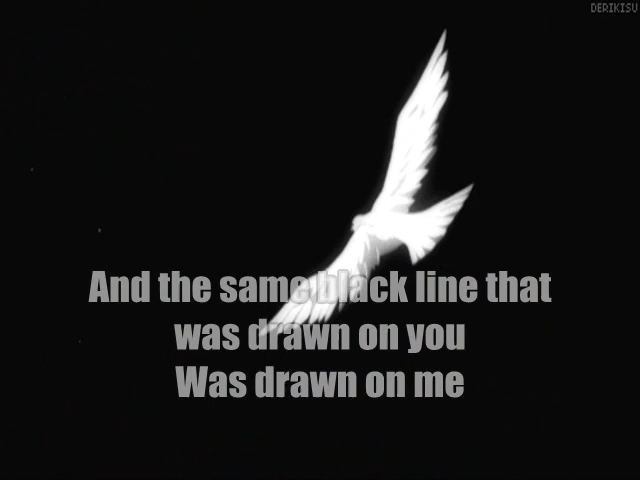 DERIKISU
And the same black line that
was drawn on you
Was drawn on me